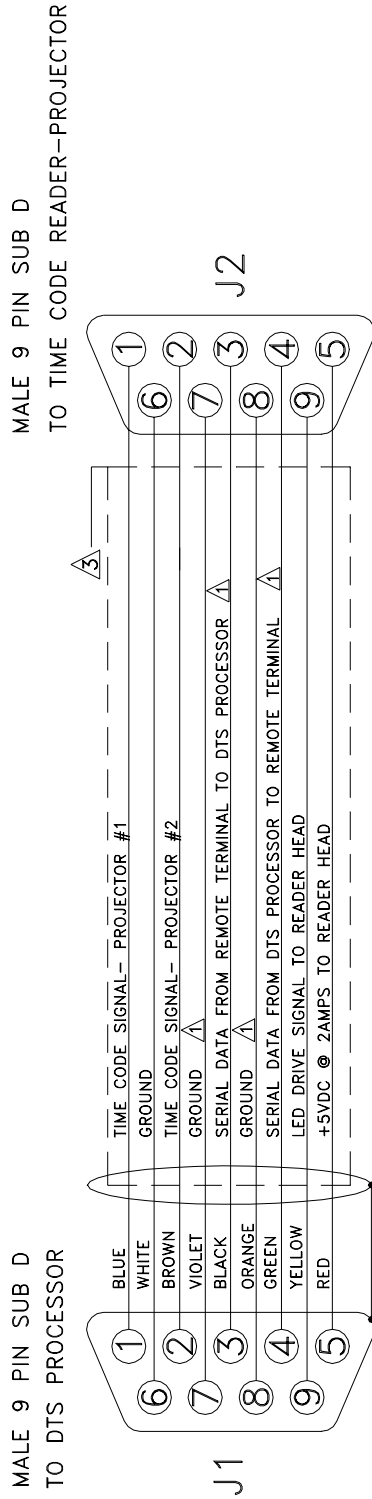 MALE 9 PIN SUB D
TO DTS PROCESSOR
MALE 9 PIN SUB D
TO TIME CODE READER-PROJECTOR
J1
J2
1 BLUE TIME CODE SIGNAL- PROJECTOR #1 1
6 WHITE GROUND 6
2 BROWN TIME CODE SIGNAL- PROJECTOR #2 2
7 VIOLET GROUND 1 7
3 BLACK SERIAL DATA FROM REMOTE TERMINAL TO DTS PROCESSOR 1 3
8 ORANGE GROUND 1 8
4 GREEN SERIAL DATA FROM DTS PROCESSOR TO REMOTE TERMINAL 1 4
9 YELLOW LED DRIVE SIGNAL TO READER HEAD 9
5 RED +5VDC @ 2AMPS TO READER HEAD 5
3